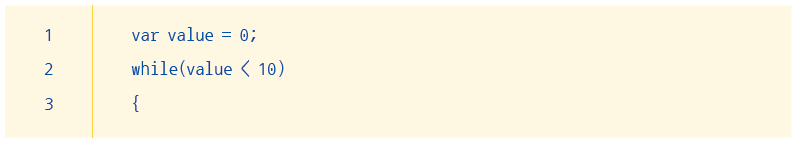 1 var value = 0;
2 while(value < 10)
3 {